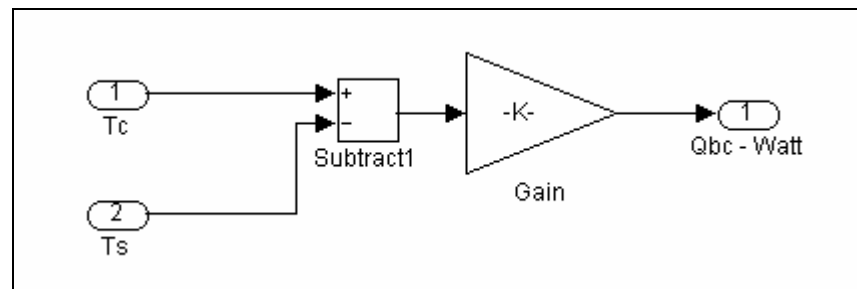 1
Tc
+
−
Subtract1
-K-
Gain
1
Qbc - Watt
2
Ts